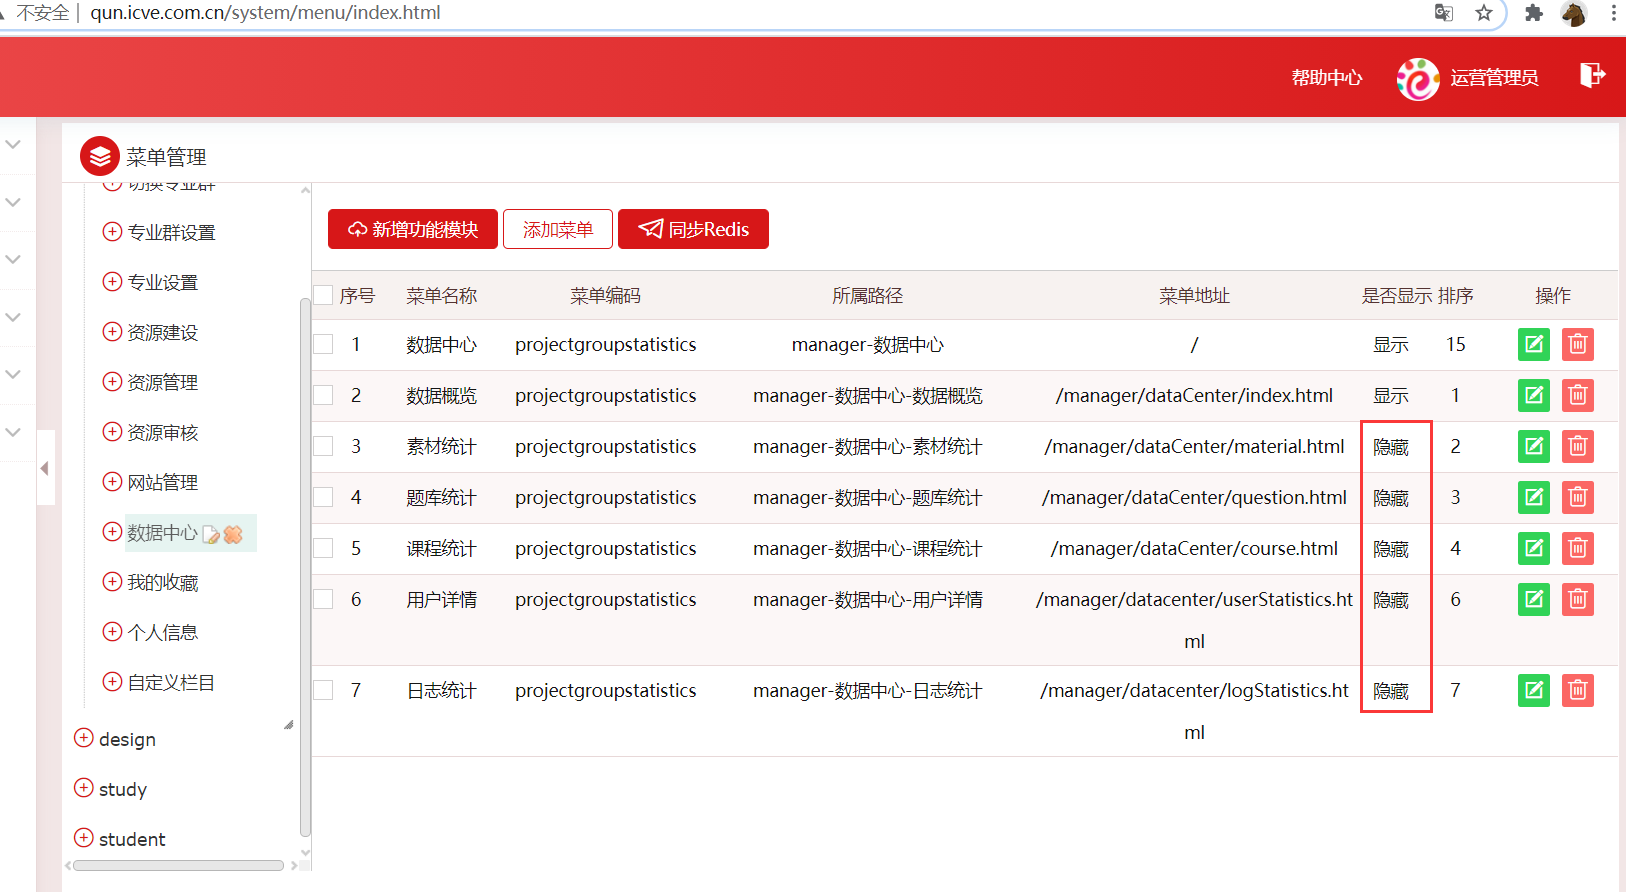 不安全 | qun.icve.com.cn/system/menu/index.html
帮助中心 运营管理员
菜单管理
切换专业群
专业群设置
专业设置
资源建设
资源管理
资源审核
网站管理
数据中心
我的收藏
个人信息
自定义栏目
design
study
student
新增功能模块 添加菜单 同步Redis
序号 菜单名称 菜单编码 所属路径 菜单地址 是否显示 排序 操作
1 数据中心 projectgroupstatistics manager-数据中心 / 显示 15
2 数据概览 projectgroupstatistics manager-数据中心-数据概览 /manager/dataCenter/index.html 显示 1
3 素材统计 projectgroupstatistics manager-数据中心-素材统计 /manager/dataCenter/material.html 隐藏 2
4 题库统计 projectgroupstatistics manager-数据中心-题库统计 /manager/dataCenter/question.html 隐藏 3
5 课程统计 projectgroupstatistics manager-数据中心-课程统计 /manager/dataCenter/course.html 隐藏 4
6 用户详情 projectgroupstatistics manager-数据中心-用户详情 /manager/datacenter/userStatistics.ht 隐藏 6
ml
7 日志统计 projectgroupstatistics manager-数据中心-日志统计 /manager/datacenter/logStatistics.ht 隐藏 7
ml